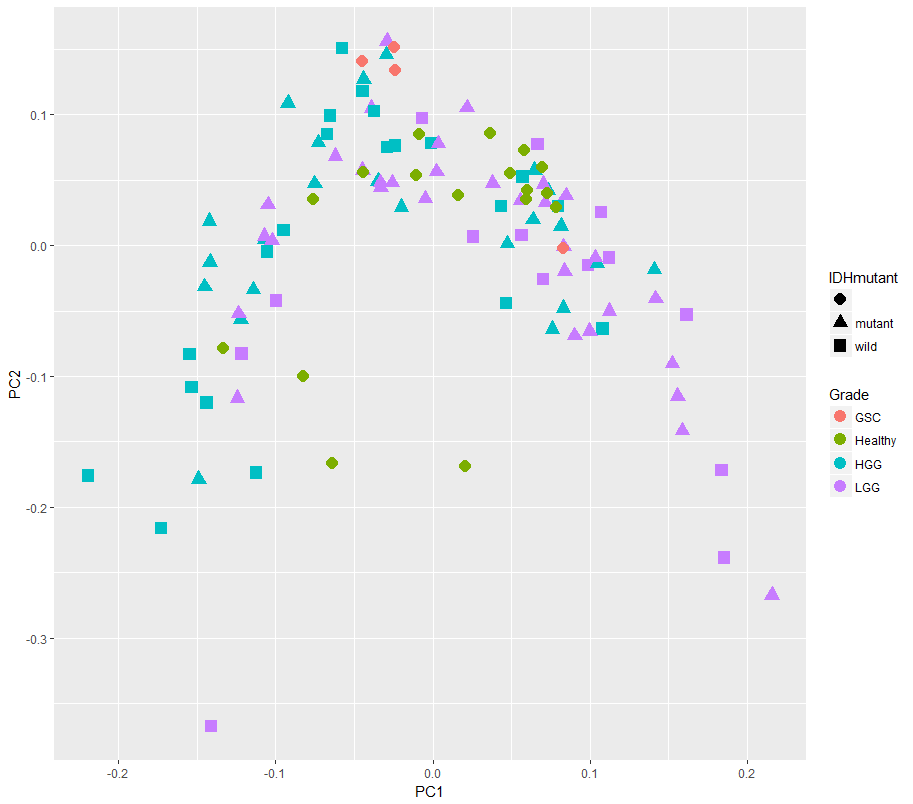 0.1
0.0
-0.1
-0.2
-0.3
PC2
-0.2
-0.1
0.0
0.1
0.2
PC1
IDHmutant
mutant
wild
Grade
GSC
Healthy
HGG
LGG